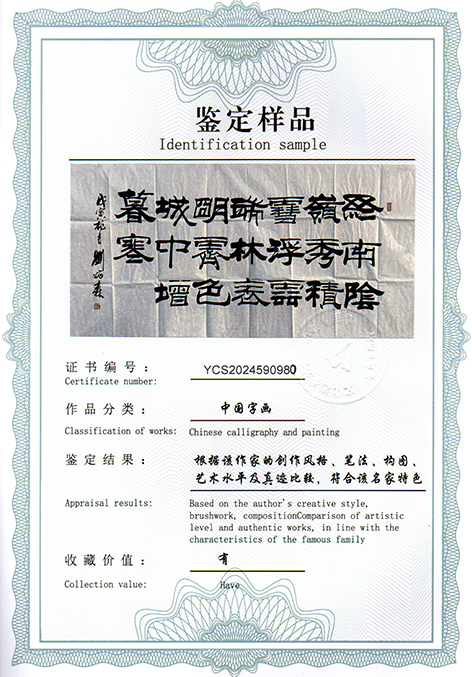 鉴定样品
Identification sample
終南陰
嶺秀積
雪浮雲
端林表
明霽色
城中增
暮寒
劉炳森
证书编号： YCS2024590980
Certificate number:
作品分类： 中国字画
Classification of works: Chinese calligraphy and painting
鉴定结果： 根据该作家的创作风格、笔法、构图、
艺术水平及真迹比较，符合该名家特色
Appraisal results: Based on the author's creative style,
brushwork, compositionComparison of artistic
level and authentic works, in line with the
characteristics of the famous family
收藏价值： 有
Collection value: Have